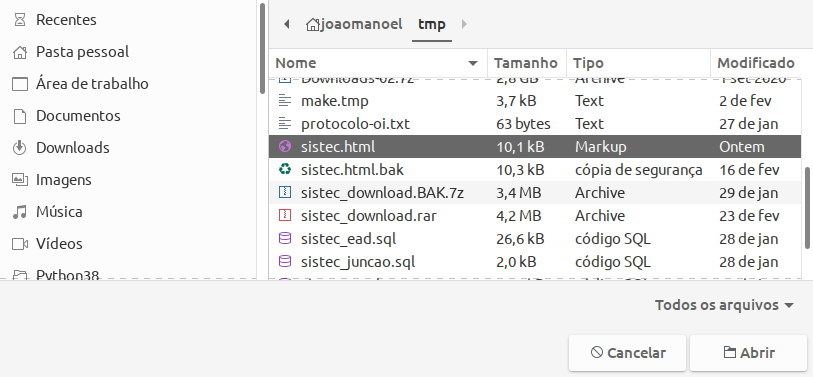 Recentes
Pasta pessoal
Área de trabalho
Documentos
Downloads
Imagens
Música
Vídeos
Python38
joaomanoel tmp
Nome Tamanho Tipo Modificado
Downloads-02.7z 2,8 GB Archive 1 set 2020
make.tmp 3,7 kB Text 2 de fev
protocolo-oi.txt 63 bytes Text 27 de jan
sistec.html 10,1 kB Markup Ontem
sistec.html.bak 10,3 kB cópia de segurança 16 de fev
sistec_download.BAK.7z 3,4 MB Archive 29 de jan
sistec_download.rar 4,2 MB Archive 23 de fev
sistec_ead.sql 26,6 kB código SQL 28 de jan
sistec_juncao.sql 2,0 kB código SQL 28 de jan
Todos os arquivos
Cancelar Abrir